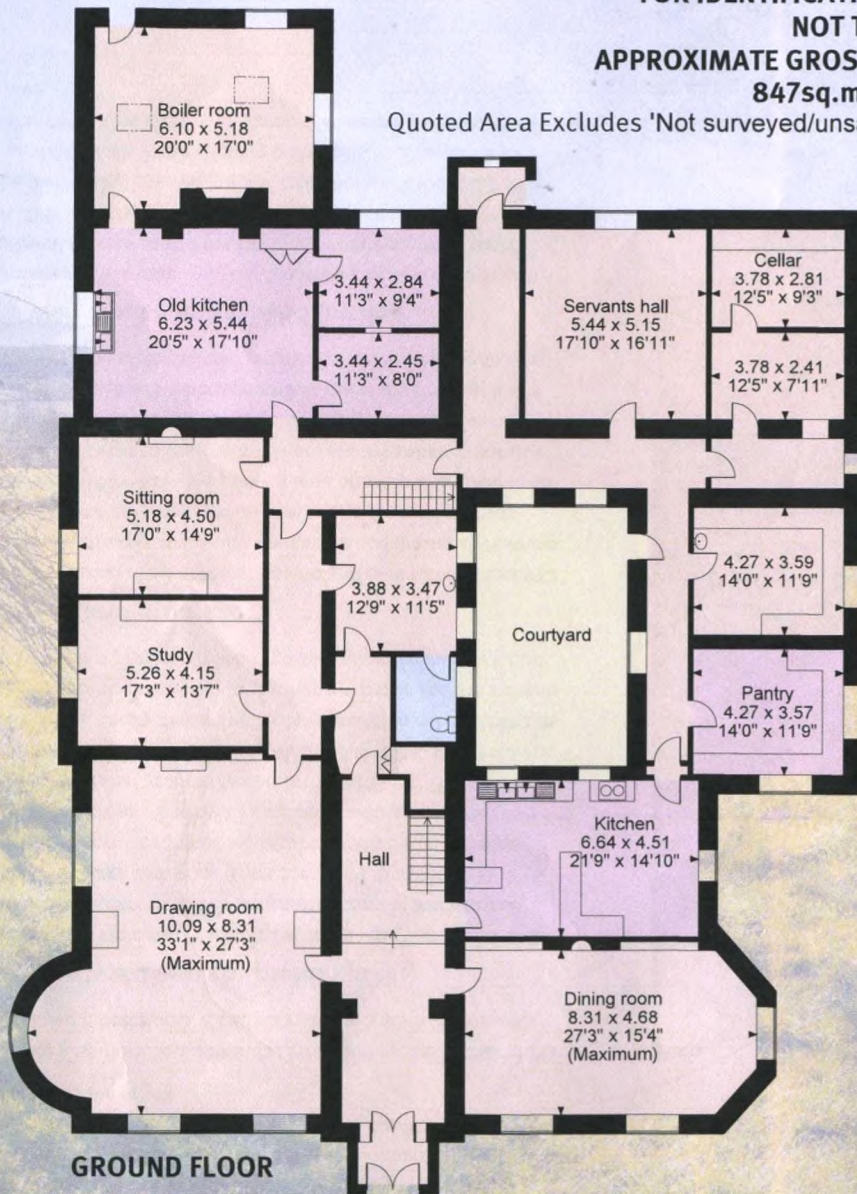 NOT
APPROXIMATE GROS
847sq.m
Quoted Area Excludes 'Not surveyed/uns
Boiler room
6.10 x 5.18
20'0" x 17'0"
Old kitchen
6.23 x 5.44
20'5" x 17'10"
3.44 x 2.84
11'3" x 9'4"
3.44 x 2.45
11'3" x 8'0"
Servants hall
5.44 x 5.15
17'10" x 16'11"
Cellar
3.78 x 2.81
12'5" x 9'3"
3.78 x 2.41
12'5" x 7'11"
Sitting room
5.18 x 4.50
17'0" x 14'9"
3.88 x 3.47
12'9" x 11'5"
Courtyard
4.27 x 3.59
14'0" x 11'9"
Study
5.26 x 4.15
17'3" x 13'7"
Pantry
4.27 x 3.57
14'0" x 11'9"
Hall
Kitchen
6.64 x 4.51
21'9" x 14'10"
Drawing room
10.09 x 8.31
33'1" x 27'3"
(Maximum)
Dining room
8.31 x 4.68
27'3" x 15'4"
(Maximum)
GROUND FLOOR